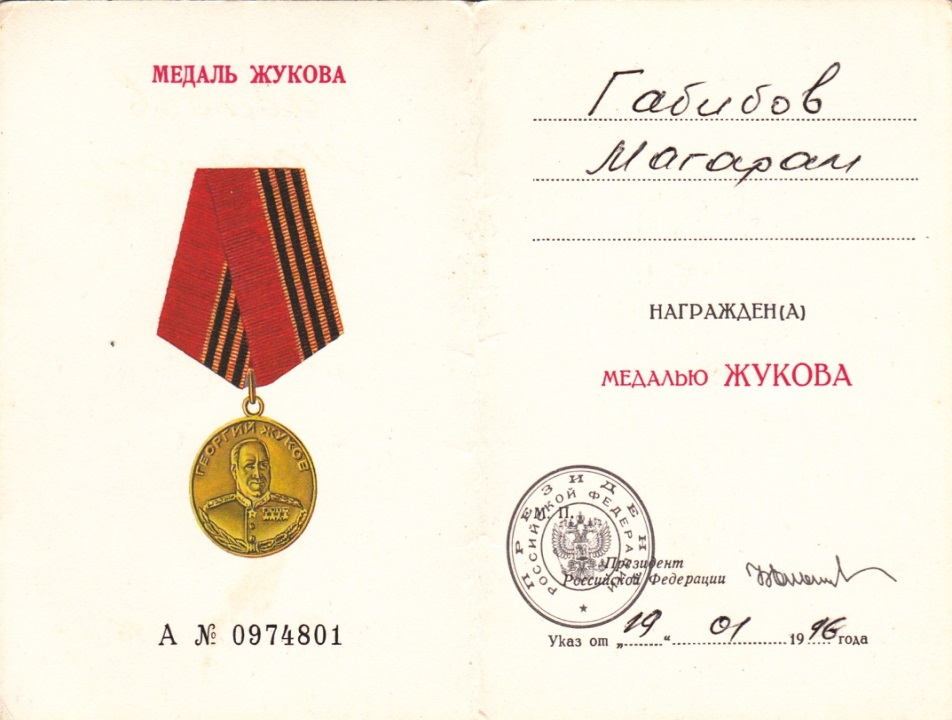 МЕДАЛЬ ЖУКОВА
ГЕОРГИЙ ЖУКОВ
А № 0974801
Габибов
Магарам
НАГРАЖДЕН(А)
МЕДАЛЬЮ ЖУКОВА
ПРЕЗИДЕНТ
РОССИЙСКОЙ ФЕДЕРАЦИИ
М. П.
Президент
Российской Федерации
Указ от „19“ 01 1996 года